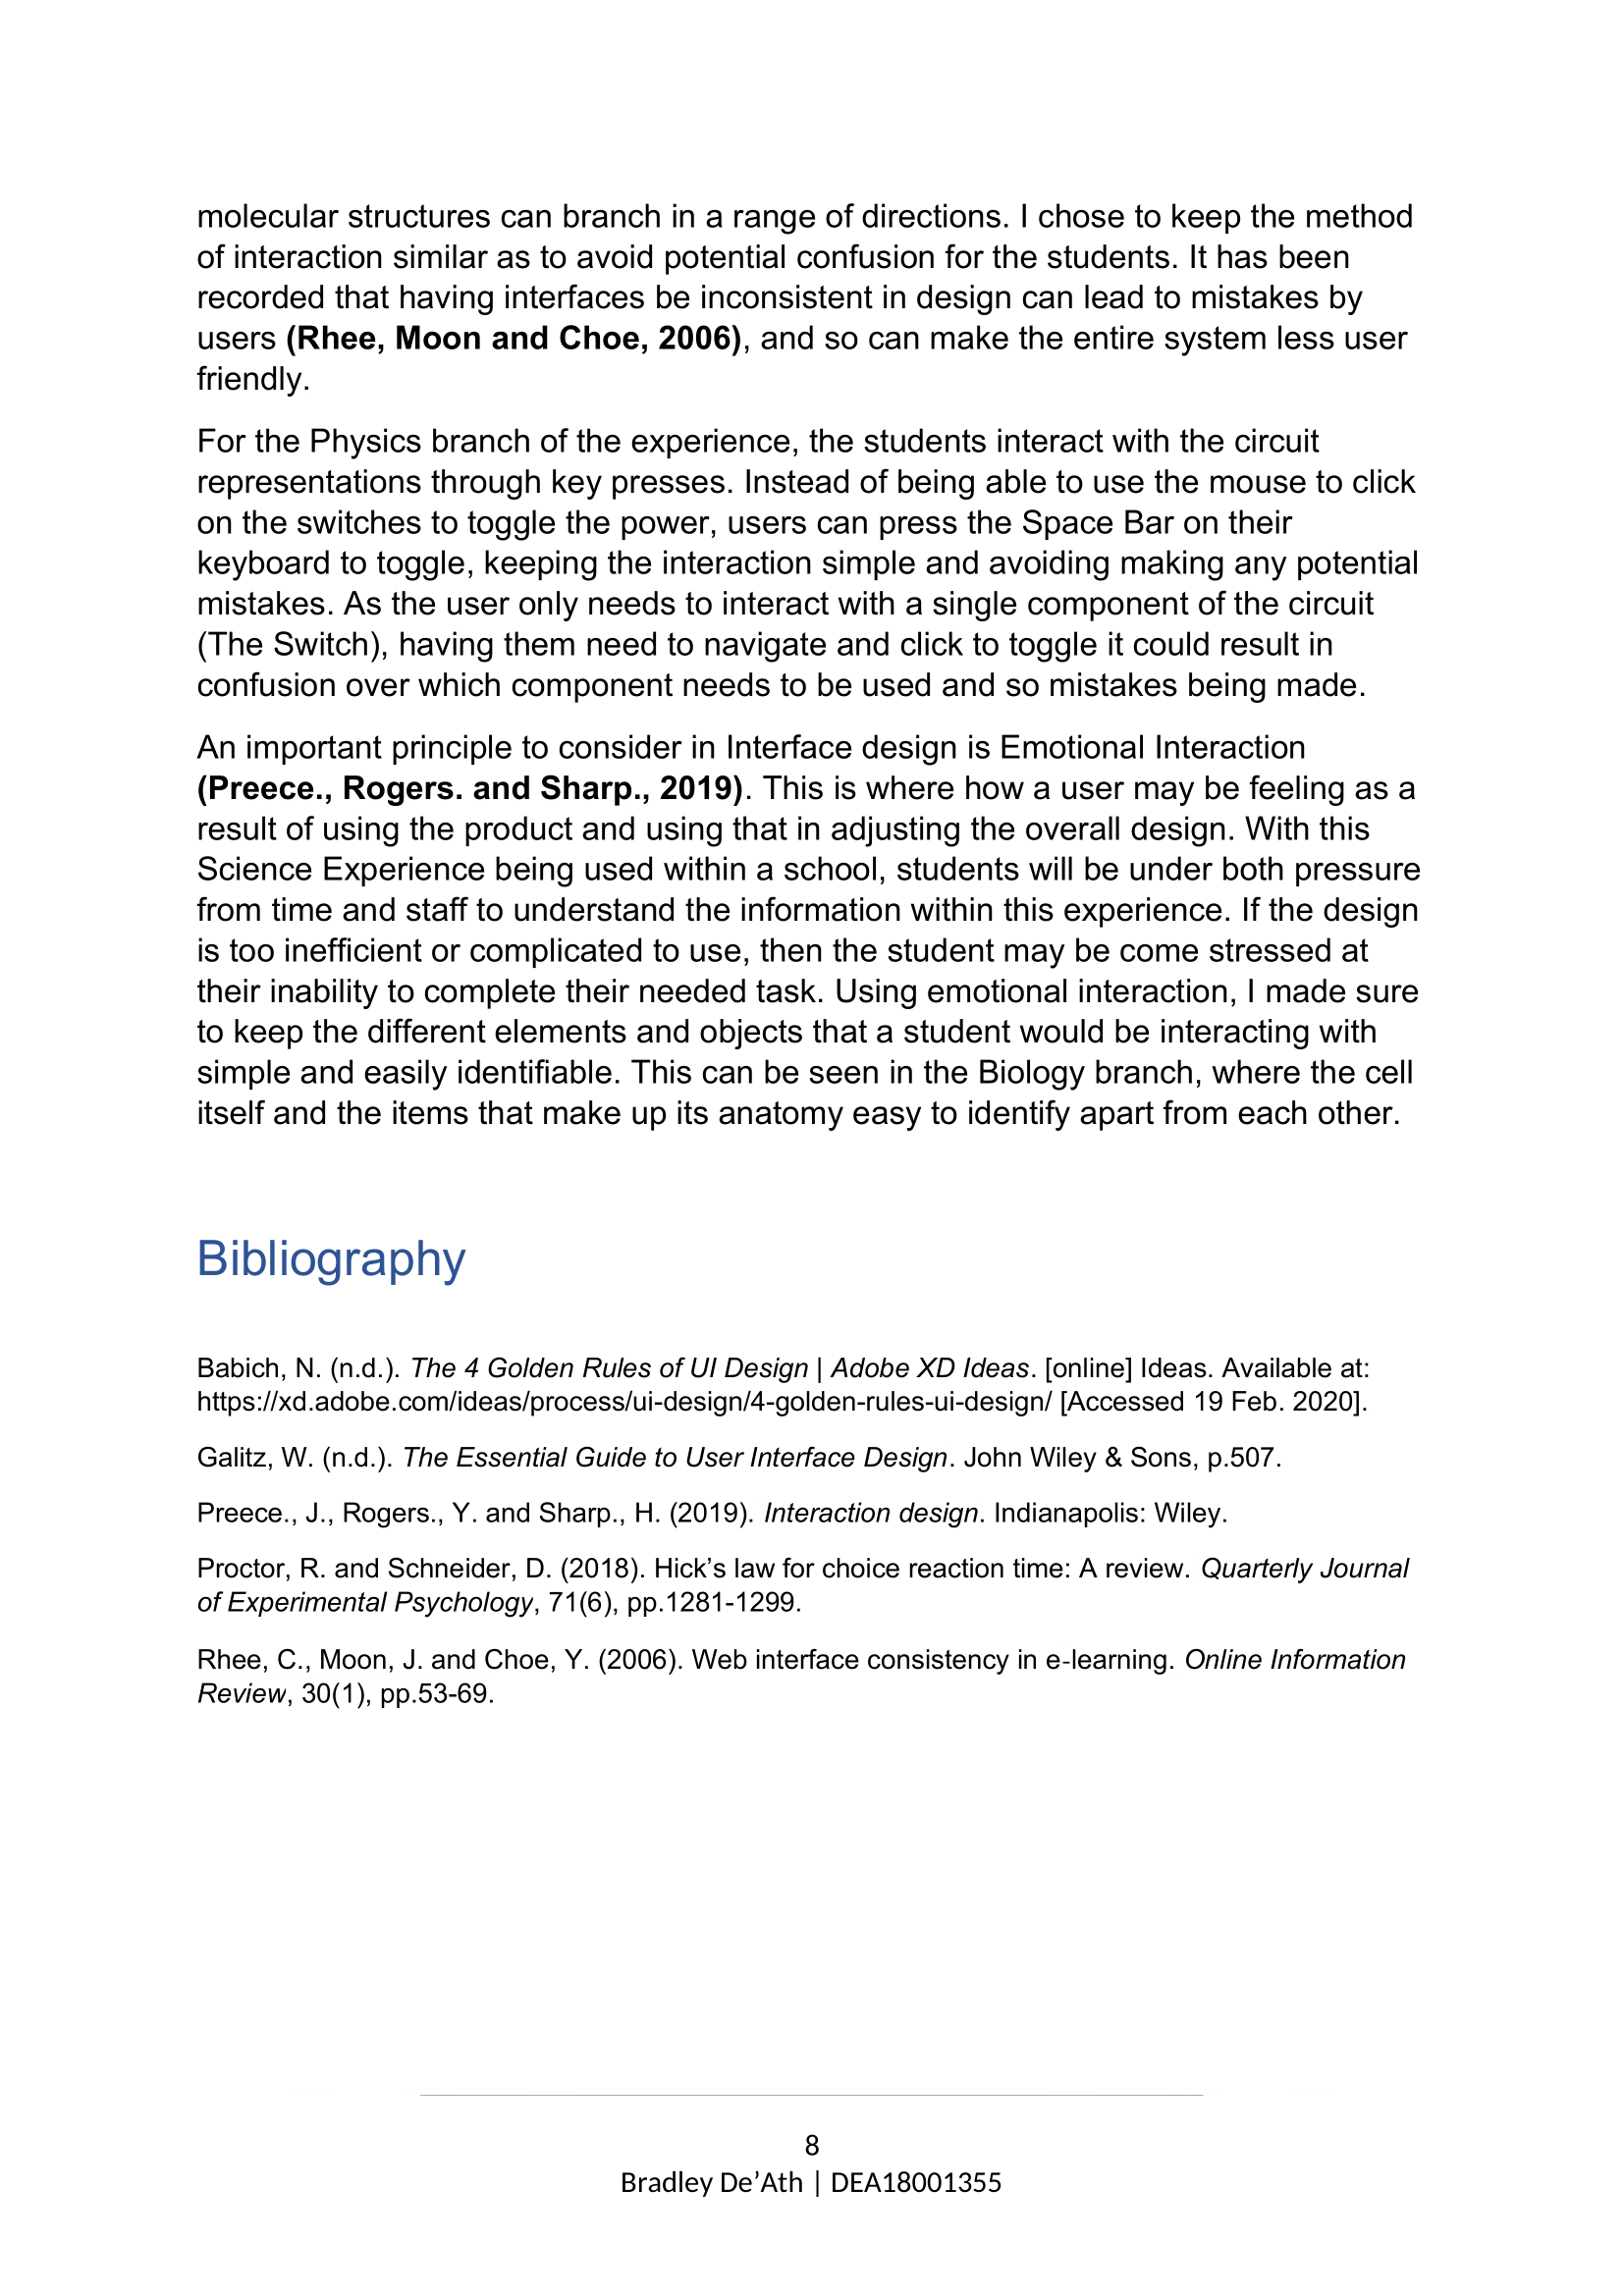 molecular structures can branch in a range of directions. I chose to keep the method
of interaction similar as to avoid potential confusion for the students. It has been
recorded that having interfaces be inconsistent in design can lead to mistakes by
users (Rhee, Moon and Choe, 2006), and so can make the entire system less user
friendly.
For the Physics branch of the experience, the students interact with the circuit
representations through key presses. Instead of being able to use the mouse to click
on the switches to toggle the power, users can press the Space Bar on their
keyboard to toggle, keeping the interaction simple and avoiding making any potential
mistakes. As the user only needs to interact with a single component of the circuit
(The Switch), having them need to navigate and click to toggle it could result in
confusion over which component needs to be used and so mistakes being made.
An important principle to consider in Interface design is Emotional Interaction
(Preece., Rogers. and Sharp., 2019). This is where how a user may be feeling as a
result of using the product and using that in adjusting the overall design. With this
Science Experience being used within a school, students will be under both pressure
from time and staff to understand the information within this experience. If the design
is too inefficient or complicated to use, then the student may be come stressed at
their inability to complete their needed task. Using emotional interaction, I made sure
to keep the different elements and objects that a student would be interacting with
simple and easily identifiable. This can be seen in the Biology branch, where the cell
itself and the items that make up its anatomy easy to identify apart from each other.
Bibliography
Babich, N. (n.d.). The 4 Golden Rules of UI Design | Adobe XD Ideas. [online] Ideas. Available at:
https://xd.adobe.com/ideas/process/ui-design/4-golden-rules-ui-design/ [Accessed 19 Feb. 2020].
Galitz, W. (n.d.). The Essential Guide to User Interface Design. John Wiley & Sons, p.507.
Preece., J., Rogers., Y. and Sharp., H. (2019). Interaction design. Indianapolis: Wiley.
Proctor, R. and Schneider, D. (2018). Hick’s law for choice reaction time: A review. Quarterly Journal
of Experimental Psychology, 71(6), pp.1281-1299.
Rhee, C., Moon, J. and Choe, Y. (2006). Web interface consistency in e-learning. Online Information
Review, 30(1), pp.53-69.
8
Bradley De’Ath | DEA18001355